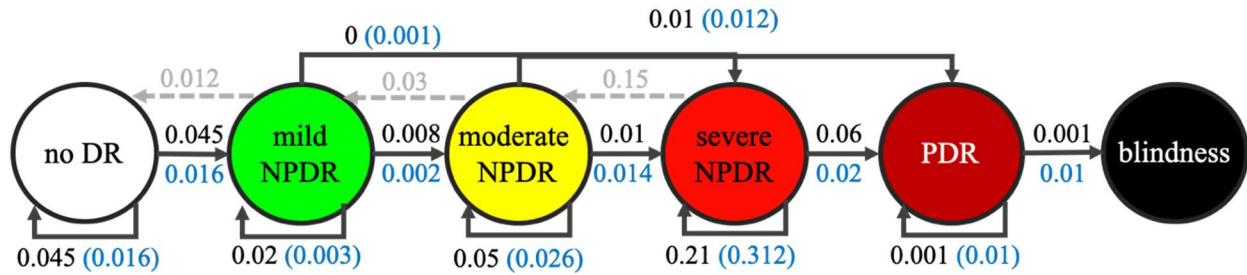 0.01 (0.012)
0 (0.001)
0.012
0.03
0.15
no DR
0.045
0.016
mild
NPDR
0.008
0.002
moderate
NPDR
0.01
0.014
severe
NPDR
0.06
0.02
PDR
0.001
0.01
blindness
0.045 (0.016)
0.02 (0.003)
0.05 (0.026)
0.21 (0.312)
0.001 (0.01)